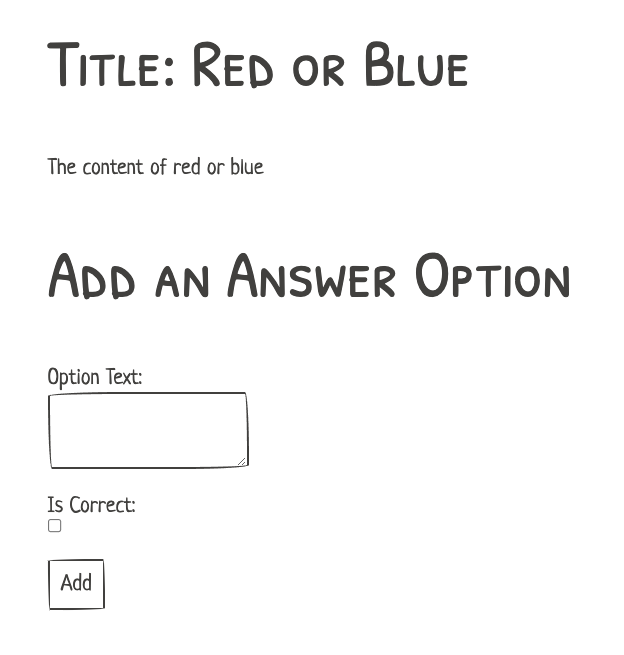 Title: Red or Blue
The content of red or blue
Add an Answer Option
Option Text:
Is Correct:
Add